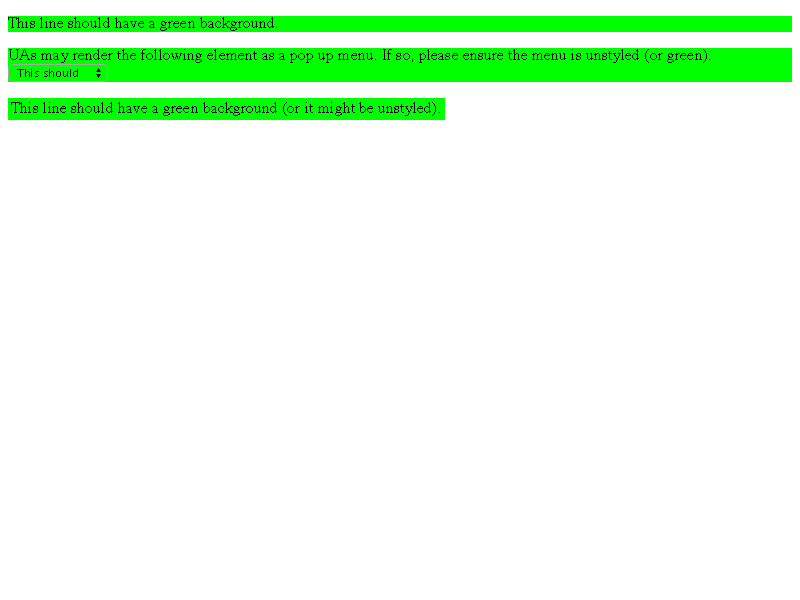 This line should have a green background.
UAs may render the following element as a pop up menu. If so, please ensure the menu is unstyled (or green).
This should
This line should have a green background (or it might be unstyled).